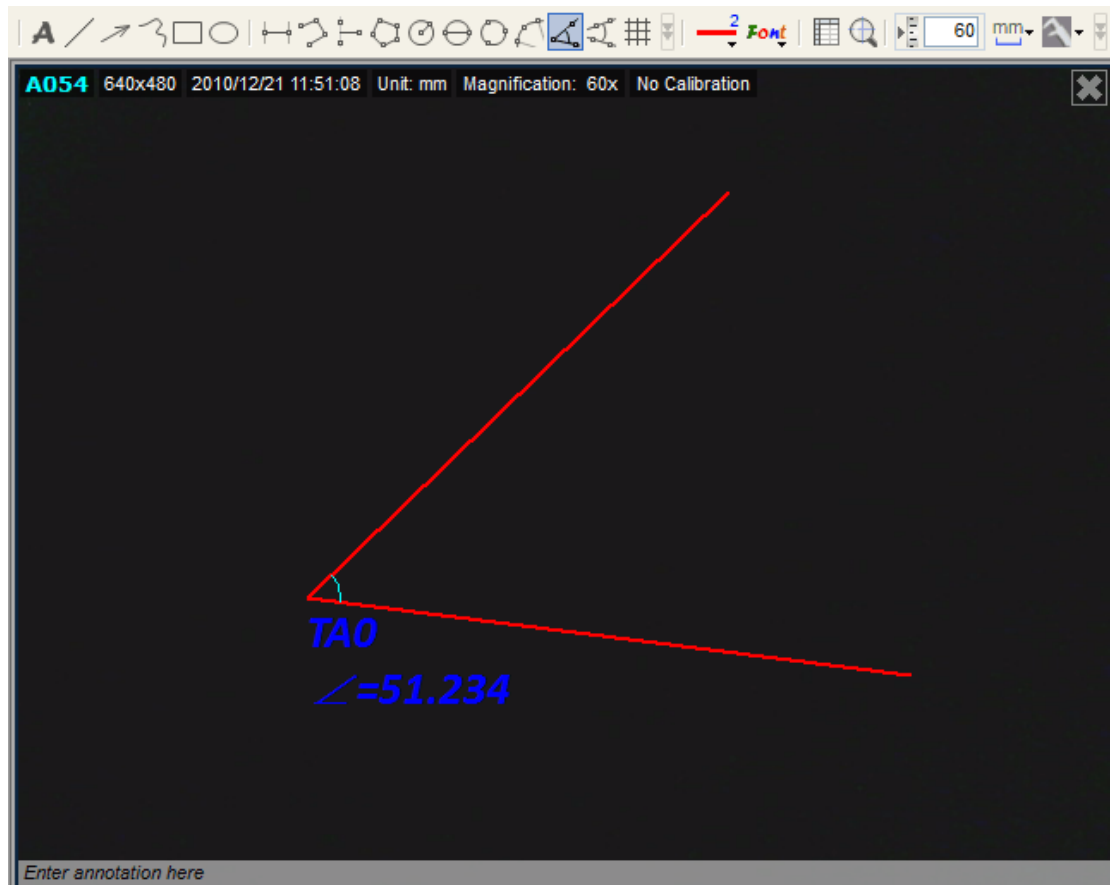 A 2 Font 60 mm
A054 640x480 2010/12/21 11:51:08 Unit: mm Magnification: 60x No Calibration
TA0
∠=51.234
Enter annotation here